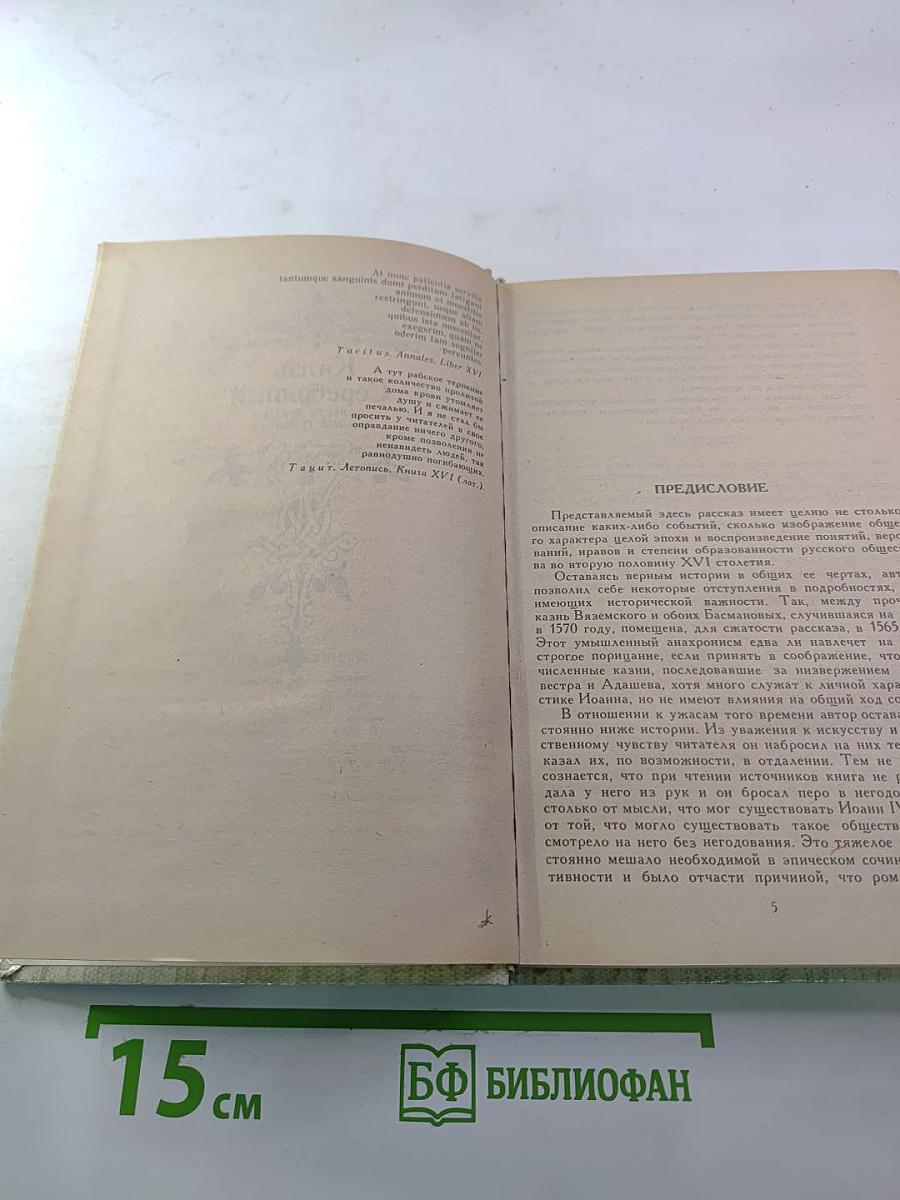 At nunc patientia servilis
tantumque sanguinis domi perditum fatigant
animum et moestitia
restringunt, neque aliam
defensionem ab iis,
quibus ista noscentur,
exegerim, quam ne
oderim tam segniter
pereuntes.
Tacitus. Annales. Liber XVI
А тут рабское терпение
и такое количество пролитой
дома крови утомляет
душу и сжимает ее
печалью. И я не стал бы
просить у читателей в свое
оправдание ничего другого,
кроме позволения не
ненавидеть людей, так
равнодушно погибающих.
Тацит. Летопись. Книга XVI (лат.).
Князь
Серебряный
ПРЕДИСЛОВИЕ
Представляемый здесь рассказ имеет целию не столько
описание каких-либо событий, сколько изображение обще
го характера целой эпохи и воспроизведение понятий, веро
ваний, нравов и степени образованности русского общес
ва во вторую половину XVI столетия.
Оставаясь верным истории в общих ее чертах, авт
позволил себе некоторые отступления в подробностях,
имеющих исторической важности. Так, между проч
казнь Вяземского и обоих Басмановых, случившаяся на
в 1570 году, помещена, для сжатости рассказа, в 1565
Этот умышленный анахронизм едва ли навлечет на
строгое порицание, если принять в соображение, что
численные казни, последовавшие за низвержением
вестра и Адашева, хотя много служат к личной хара
стике Иоанна, но не имеют влияния на общий ход со
В отношении к ужасам того времени автор остава
стоянно ниже истории. Из уважения к искусству и
ственному чувству читателя он набросил на них те
казал их, по возможности, в отдалении. Тем не
сознается, что при чтении источников книга не р
дала у него из рук и он бросал перо в негодо
столько от мысли, что мог существовать Иоанн IV
от той, что могло существовать такое обществ
смотрело на него без негодования. Это тяжелое
стоянно мешало необходимой в эпическом сочин
тивности и было отчасти причиной, что ром
5
15 см
БФ БИБЛИОФАН